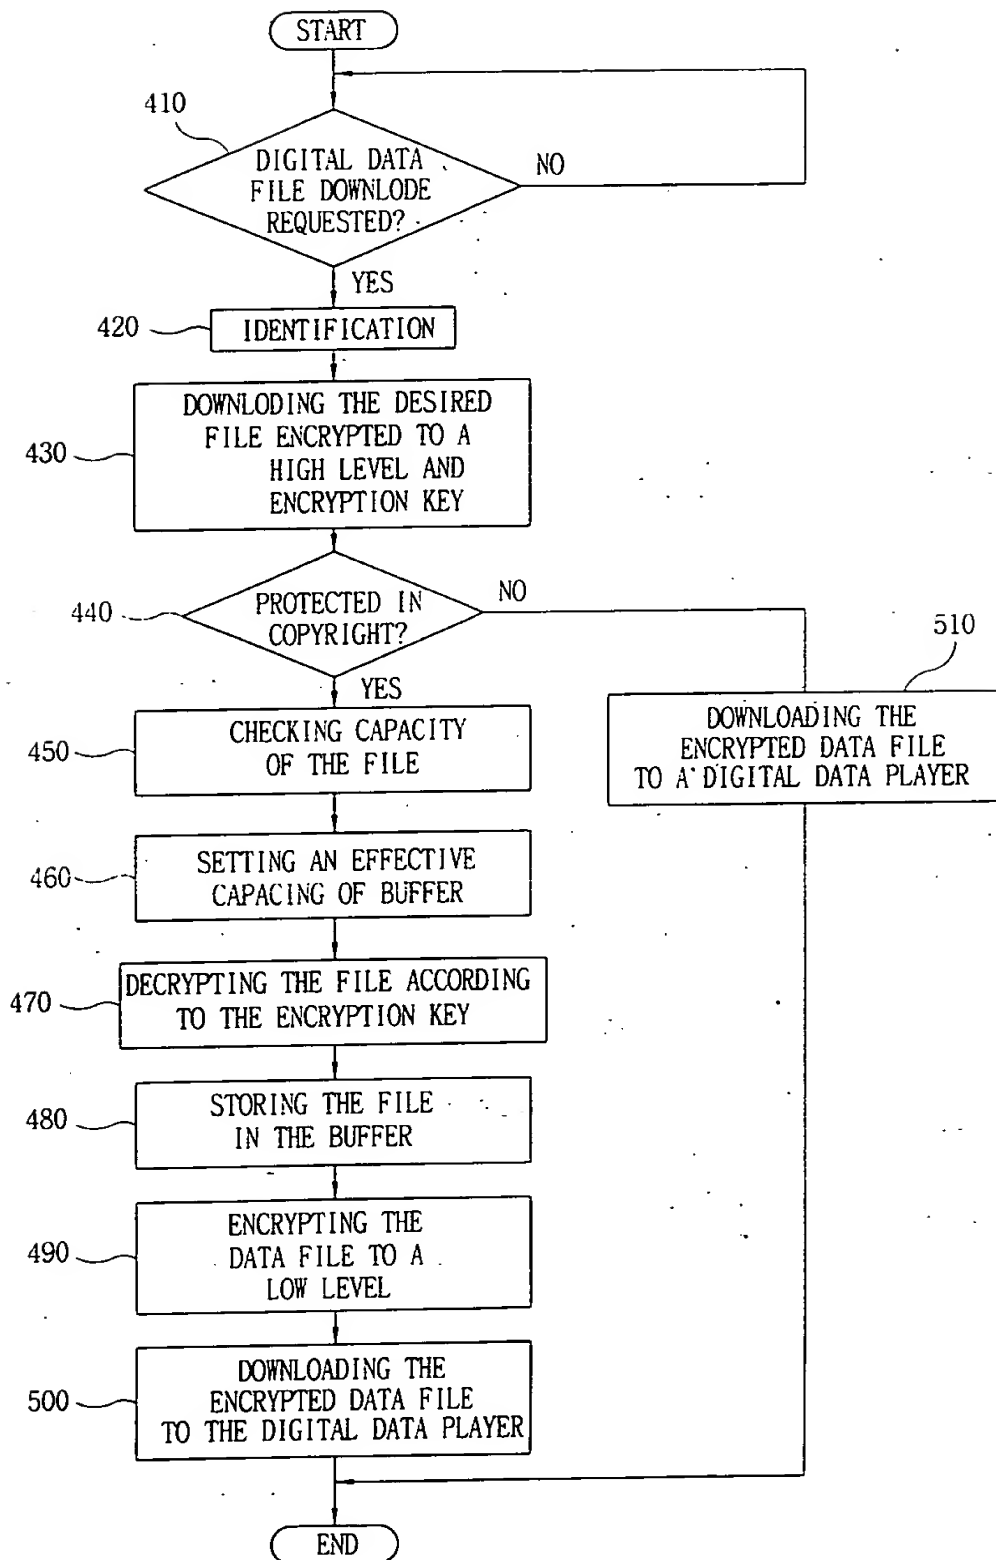 START
410
DIGITAL DATA
FILE DOWNLODE
REQUESTED?
NO
YES
420
IDENTIFICATION
430
DOWNLODING THE DESIRED
FILE ENCRYPTED TO A
HIGH LEVEL AND
ENCRYPTION KEY
440
PROTECTED IN
COPYRIGHT?
NO
YES
510
DOWNLOADING THE
ENCRYPTED DATA FILE
TO A DIGITAL DATA PLAYER
450
CHECKING CAPACITY
OF THE FILE
460
SETTING AN EFFECTIVE
CAPACING OF BUFFER
470
DECRYPTING THE FILE ACCORDING
TO THE ENCRYPTION KEY
480
STORING THE FILE
IN THE BUFFER
490
ENCRYPTING THE
DATA FILE TO A
LOW LEVEL
500
DOWNLOADING THE
ENCRYPTED DATA FILE
TO THE DIGITAL DATA PLAYER
END